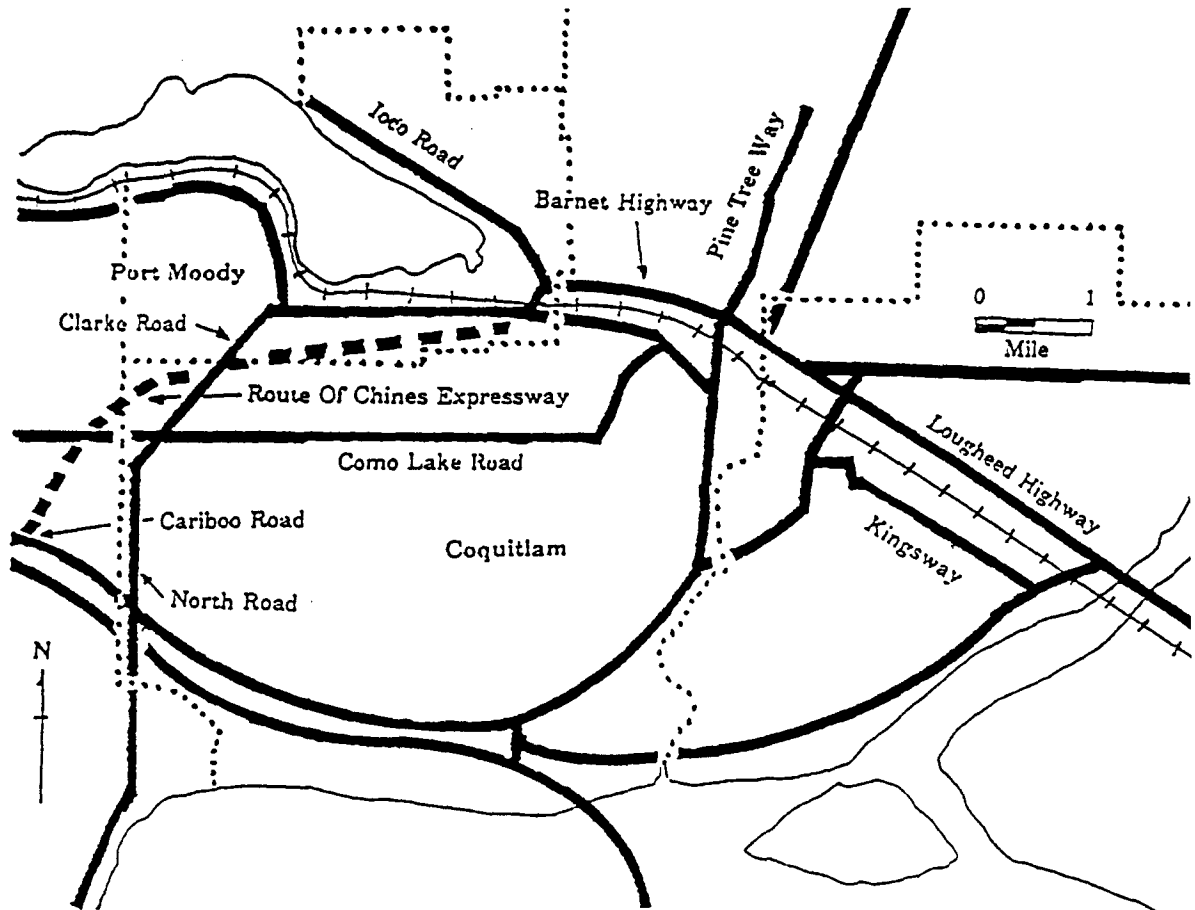 Ioco Road
Barnet Highway
Pine Tree Way
Port Moody
0 1
Mile
Clarke Road
Route Of Chines Expressway
Como Lake Road
Lougheed Highway
Cariboo Road
Coquitlam
Kingsway
North Road
N